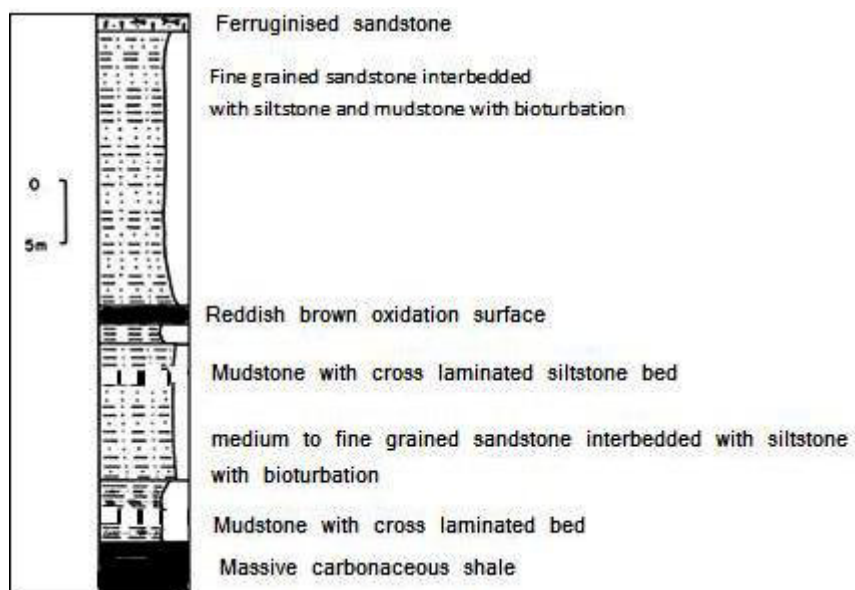 Ferruginised sandstone
Fine grained sandstone interbedded
with siltstone and mudstone with bioturbation
0
5m
Reddish brown oxidation surface
Mudstone with cross laminated siltstone bed
medium to fine grained sandstone interbedded with siltstone
with bioturbation
Mudstone with cross laminated bed
Massive carbonaceous shale